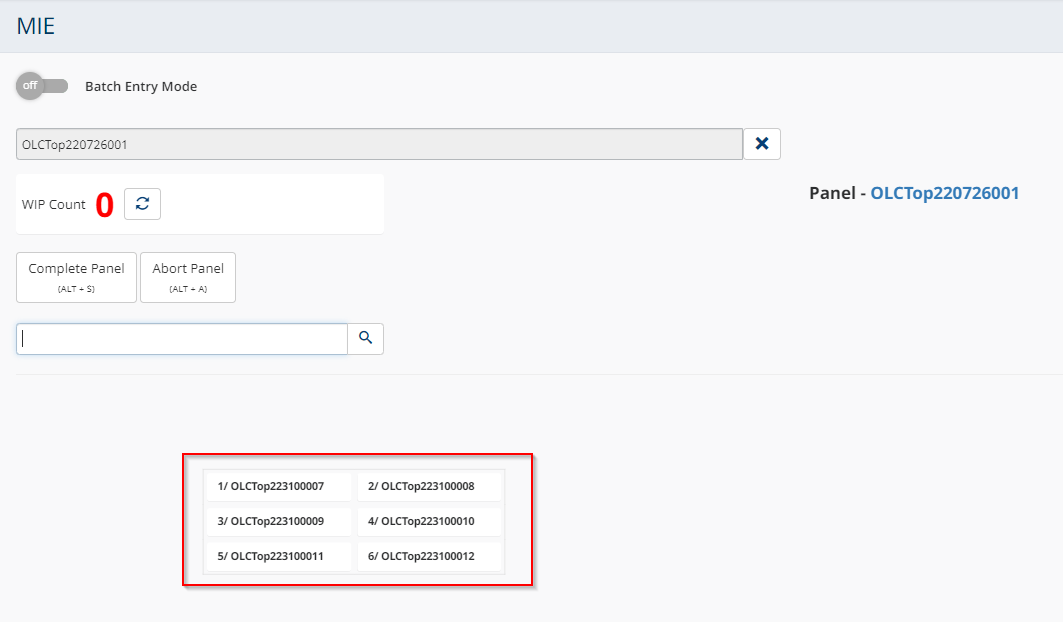 MIE
off Batch Entry Mode
OLCTop220726001
Panel - OLCTop220726001
WIP Count 0
Complete Panel
(ALT + S)
Abort Panel
(ALT + A)
1/ OLCTop223100007 2/ OLCTop223100008
3/ OLCTop223100009 4/ OLCTop223100010
5/ OLCTop223100011 6/ OLCTop223100012